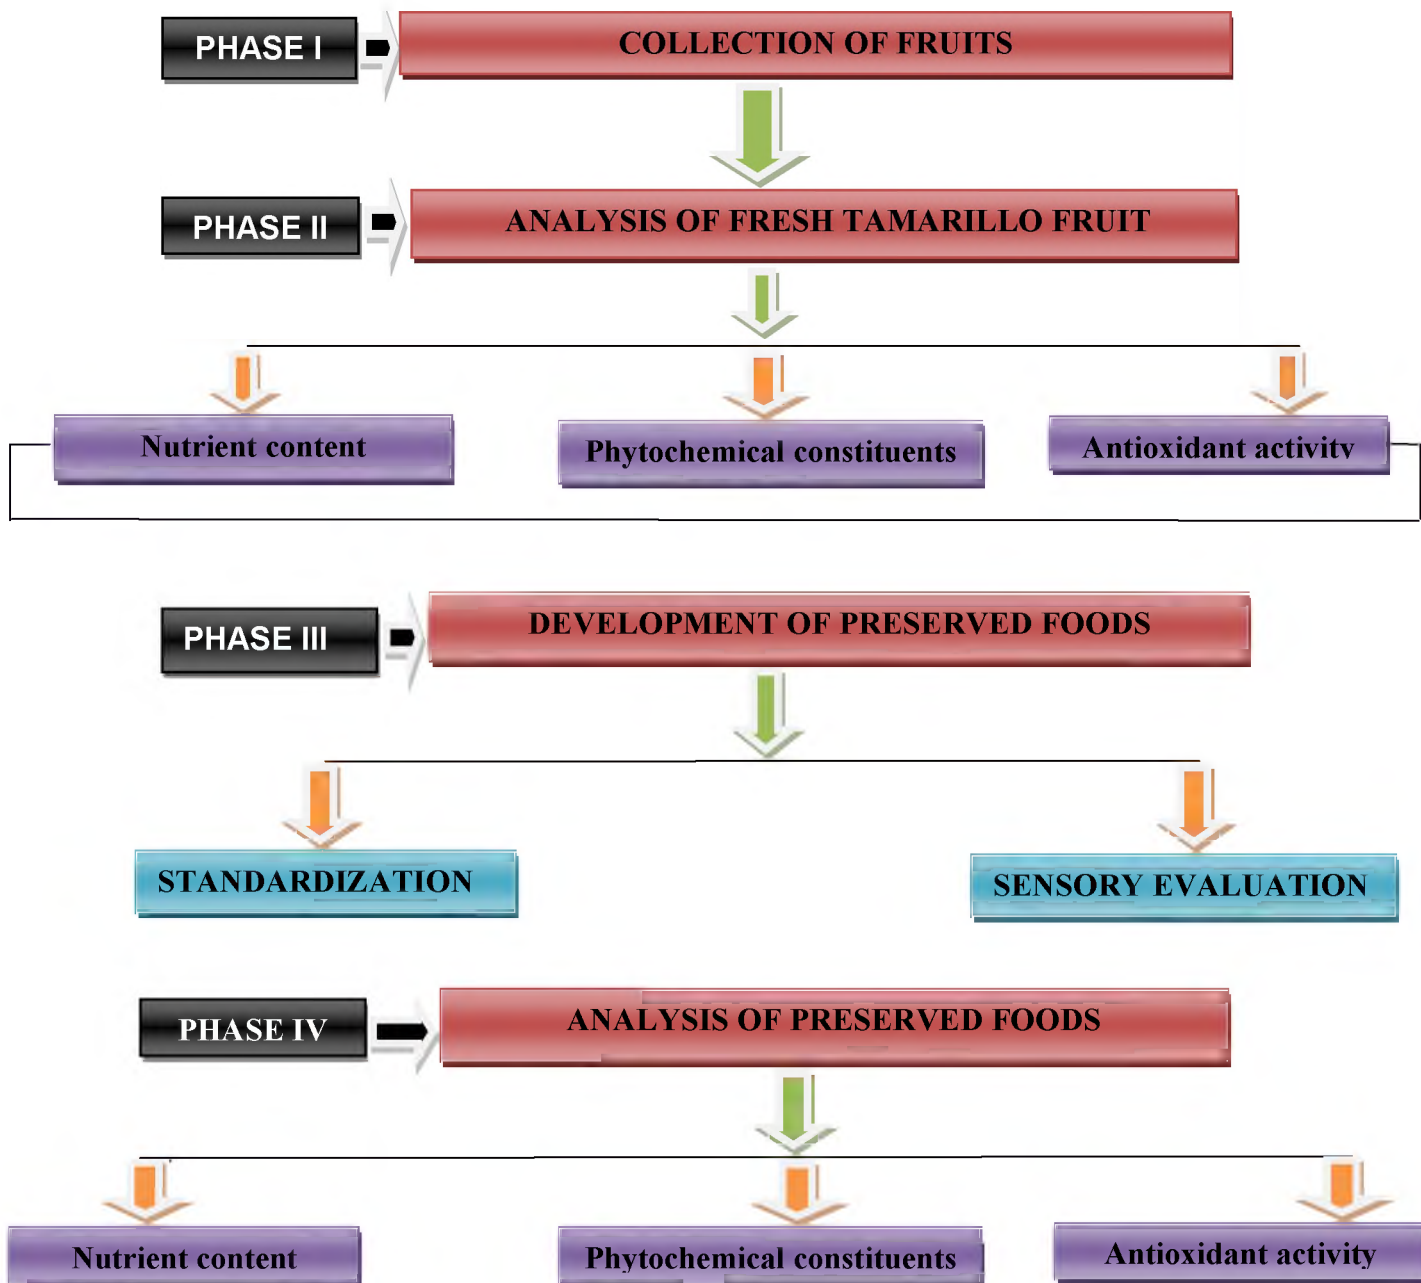 PHASE I
COLLECTION OF FRUITS
PHASE II
ANALYSIS OF FRESH TAMARILLO FRUIT
Nutrient content
Phytochemical constituents
Antioxidant activity
PHASE III
DEVELOPMENT OF PRESERVED FOODS
STANDARDIZATION
SENSORY EVALUATION
PHASE IV
ANALYSIS OF PRESERVED FOODS
Nutrient content
Phytochemical constituents
Antioxidant activity